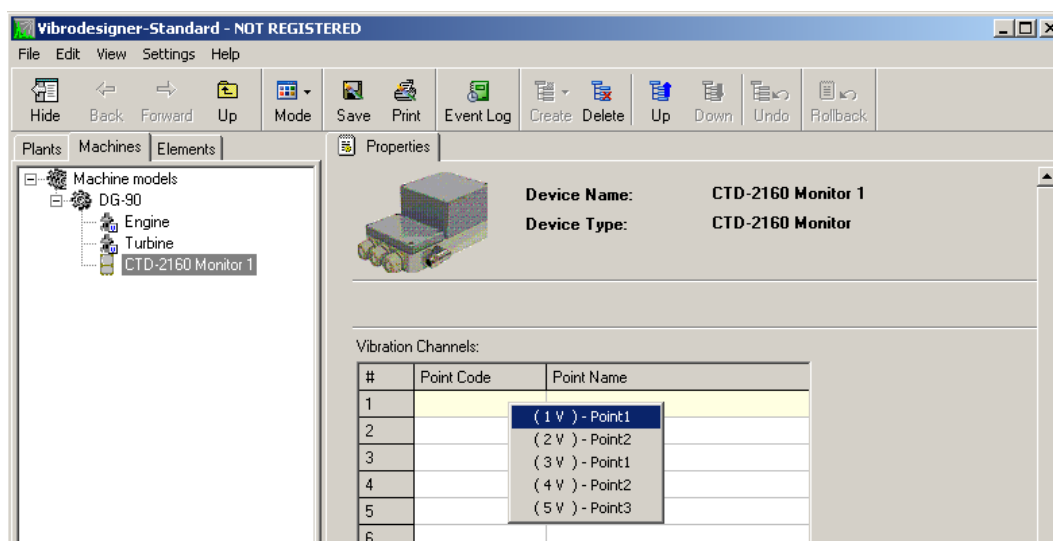 Vibrodesigner-Standard - NOT REGISTERED
File Edit View Settings Help
Hide Back Forward Up Mode Save Print Event Log Create Delete Up Down Undo Rollback
Plants Machines Elements
Properties
Machine models
DG-90
Engine
Turbine
CTD-2160 Monitor 1
Device Name: CTD-2160 Monitor 1
Device Type: CTD-2160 Monitor
Vibration Channels:
# Point Code Point Name
1
2
3
4
5
6
( 1 V ) - Point1
( 2 V ) - Point2
( 3 V ) - Point1
( 4 V ) - Point2
( 5 V ) - Point3